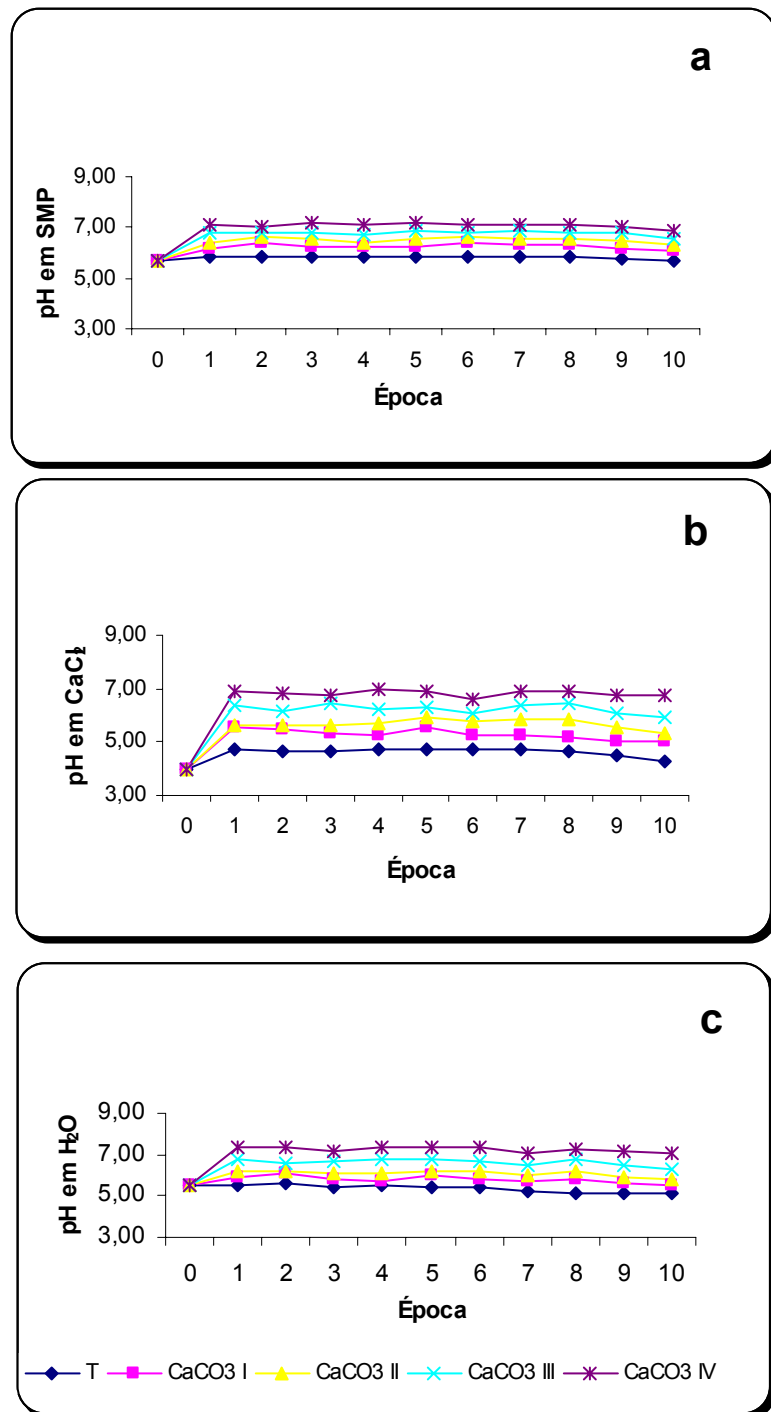 a
9,00
7,00
5,00
3,00
pH em SMP
0 1 2 3 4 5 6 7 8 9 10
Época
b
9,00
7,00
5,00
3,00
pH em CaCl2
0 1 2 3 4 5 6 7 8 9 10
Época
c
9,00
7,00
5,00
3,00
pH em H2O
0 1 2 3 4 5 6 7 8 9 10
Época
T CaCO3 I CaCO3 II CaCO3 III CaCO3 IV